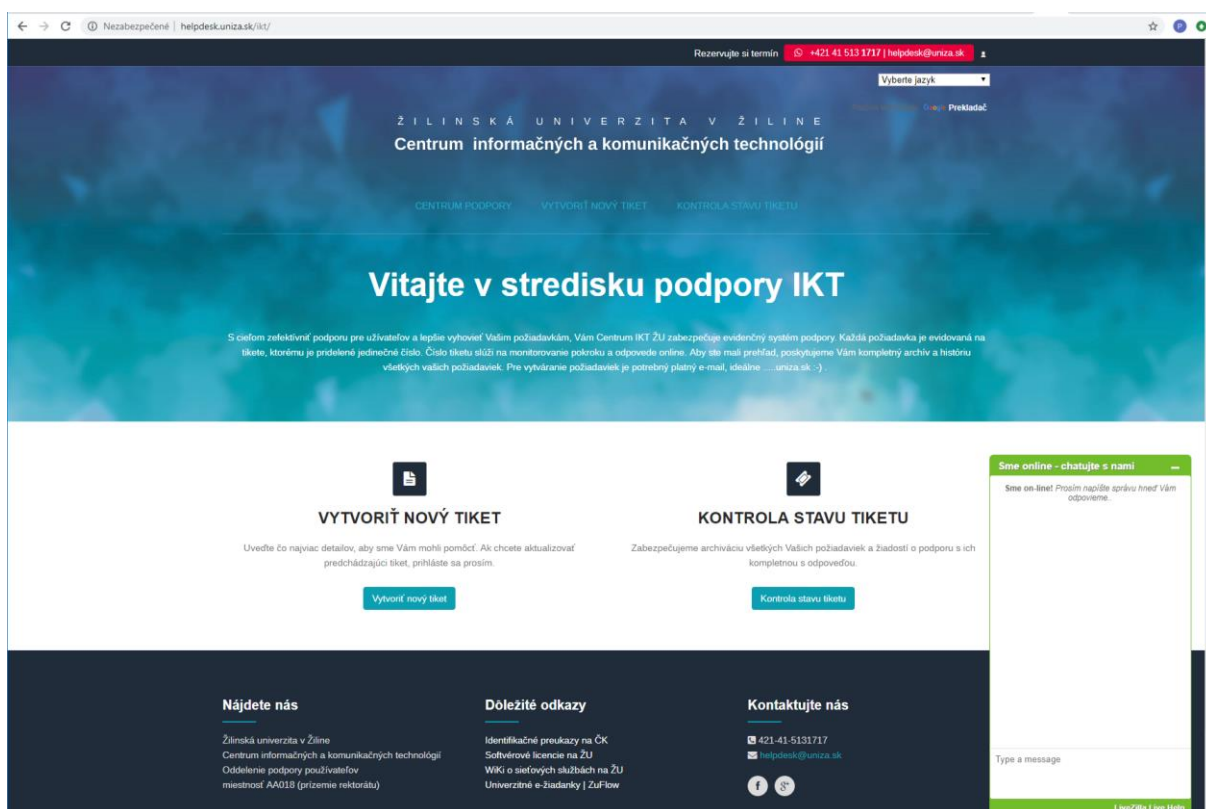 Nezabezpečené | helpdesk.uniza.sk/ikt/
Rezervujte si termín +421 41 513 1717 | helpdesk@uniza.sk
Vyberte jazyk
Google Prekladač
ŽILINSKÁ UNIVERZITA V ŽILINE
Centrum informačných a komunikačných technológií
CENTRUM PODPORY VYTVORIŤ NOVÝ TIKET KONTROLA STAVU TIKETU
Vitajte v stredisku podpory IKT
S cieľom zefektívniť podporu pre užívateľov a lepšie vyhovieť Vašim požiadavkám, Vám Centrum IKT ŽU zabezpečuje evidenčný systém podpory. Každá požiadavka je evidovaná na
tikete, ktorému je pridelené jedinečné číslo. Číslo tiketu slúži na monitorovanie pokroku a odpovede online. Aby ste mali prehľad, poskytujeme Vám kompletný archív a históriu
všetkých vašich požiadaviek. Pre vytváranie požiadaviek je potrebný platný e-mail, ideálne .....uniza.sk :-) .
VYTVORIŤ NOVÝ TIKET
Uveďte čo najviac detailov, aby sme Vám mohli pomôcť. Ak chcete aktualizovať
predchádzajúci tiket, prihláste sa prosím.
Vytvoriť nový tiket
KONTROLA STAVU TIKETU
Zabezpečujeme archiváciu všetkých Vašich požiadaviek a žiadostí o podporu s ich
kompletnou s odpoveďou.
Kontrola stavu tiketu
Sme online - chatujte s nami
Sme on-line! Prosím napíšte správu hneď Vám
odpovieme.
Type a message
LiveZilla Live Help
Nájdete nás
Žilinská univerzita v Žiline
Centrum informačných a komunikačných technológií
Oddelenie podpory používateľov
miestnosť AA018 (prízemie rektorátu)
Dôležité odkazy
Identifikačné preukazy na ČK
Softvérové licencie na ŽU
WiKi o sieťových službách na ŽU
Univerzitné e-žiadanky | ZuFlow
Kontaktujte nás
421-41-5131717
helpdesk@uniza.sk